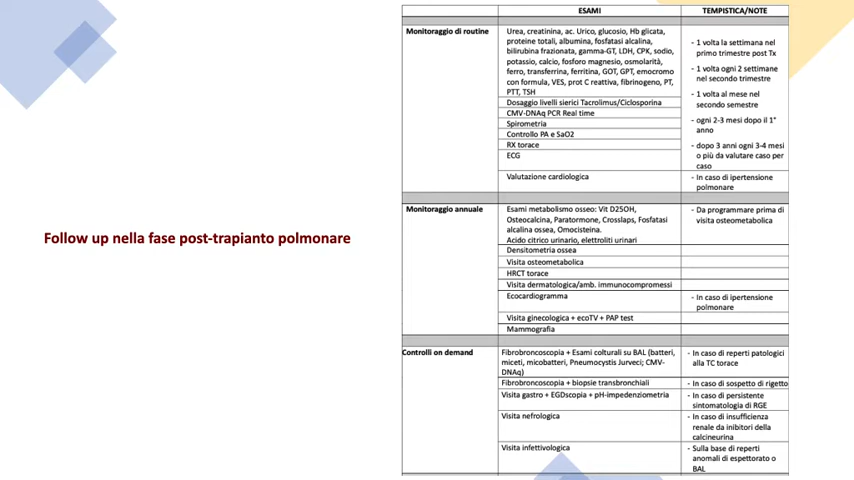 Follow up nella fase post-trapianto polmonare
ESAMI
TEMPISTICA/NOTE
Monitoraggio di routine
Urea, creatinina, ac. Urico, glucosio, Hb glicata,
proteine totali, albumina, fosfatasi alcalina,
bilirubina frazionata, gamma-GT, LDH, CPK, sodio,
potassio, calcio, fosforo magnesio, osmolarità,
ferro, transferrina, ferritina, GOT, GPT, emocromo
con formula, VES, prot C reattiva, fibrinogeno, PT,
PTT, TSH
Dosaggio livelli sierici Tacrolimus/Ciclosporina
CMV-DNAq PCR Real time
Spirometria
Controllo PA e SaO2
RX torace
ECG
- 1 volta la settimana nel
primo trimestre post Tx
- 1 volta ogni 2 settimane
nel secondo trimestre
- 1 volta al mese nel
secondo semestre
- ogni 2-3 mesi dopo il 1°
anno
- dopo 3 anni ogni 3-4 mesi
o più da valutare caso per
caso
Valutazione cardiologica
- In caso di ipertensione
polmonare
Monitoraggio annuale
Esami metabolismo osseo: Vit D25OH,
Osteocalcina, Paratormone, Crosslaps, Fosfatasi
alcalina ossea, Omocisteina.
Acido citrico urinario, elettroliti urinari
- Da programmare prima di
visita osteometabolica
Densitometria ossea
Visita osteometabolica
HRCT torace
Visita dermatologica/amb. immunocompromessi
Ecocardiogramma
- In caso di ipertensione
polmonare
Visita ginecologica + ecoTV + PAP test
Mammografia
Controlli on demand
Fibrobroncoscopia + Esami colturali su BAL (batteri,
miceti, micobatteri, Pneumocystis Jurveci; CMV-
DNAq)
- In caso di reperti patologici
alla TC torace
Fibrobroncoscopia + biopsie transbronchiali
- In caso di sospetto di rigetto
Visita gastro + EGDscopia + pH-impedenziometria
- In caso di persistente
sintomatologia di RGE
Visita nefrologica
- In caso di insufficienza
renale da inibitori della
calcineurina
Visita infettivologica
- Sulla base di reperti
anomali di espettorato o
BAL